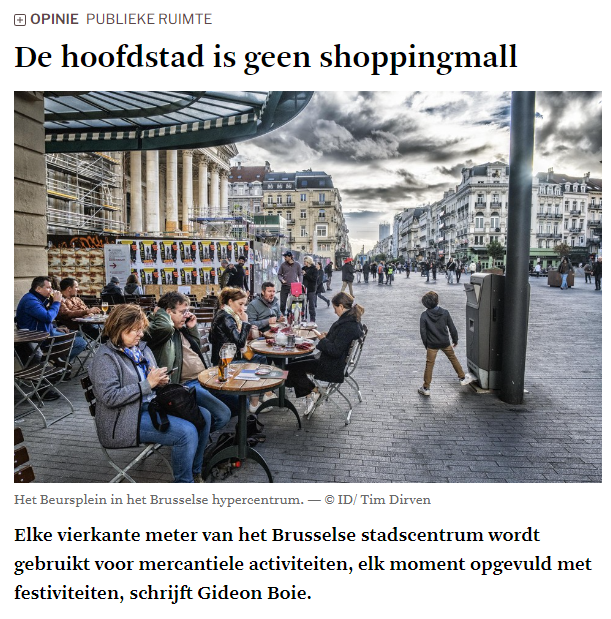 OPINIE PUBLIEKE RUIMTE
De hoofdstad is geen shoppingmall
Het Beursplein in het Brusselse hypercentrum. — © ID/ Tim Dirven
Elke vierkante meter van het Brusselse stadscentrum wordt
gebruikt voor mercantiele activiteiten, elk moment opgevuld met
festiviteiten, schrijft Gideon Boie.